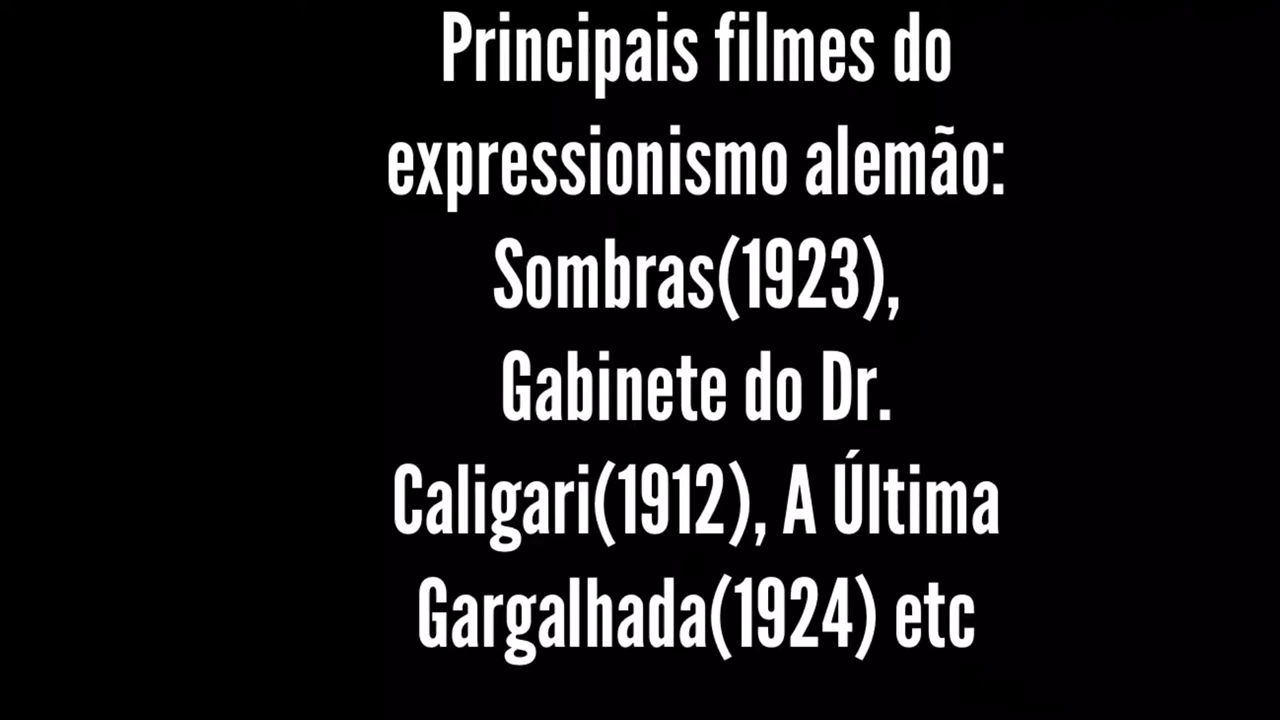 Principais filmes do
expressionismo alemão:
Sombras(1923),
Gabinete do Dr.
Caligari(1912), A Última
Gargalhada(1924) etc